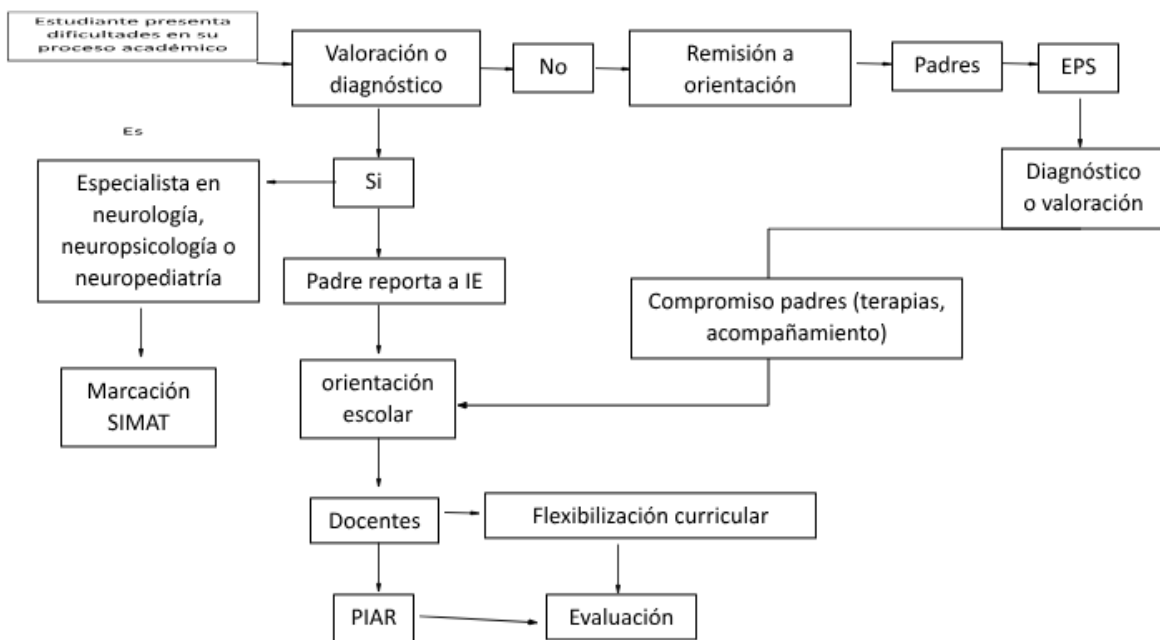 Estudiante presenta
dificultades en su
proceso académico
Valoración o
diagnóstico
No
Remisión a
orientación
Padres
EPS
Es
Si
Diagnóstico
o valoración
Especialista en
neurología,
neuropsicología o
neuropediatría
Padre reporta a IE
Compromiso padres (terapias,
acompañamiento)
Marcación
SIMAT
orientación
escolar
Docentes
Flexibilización curricular
PIAR
Evaluación